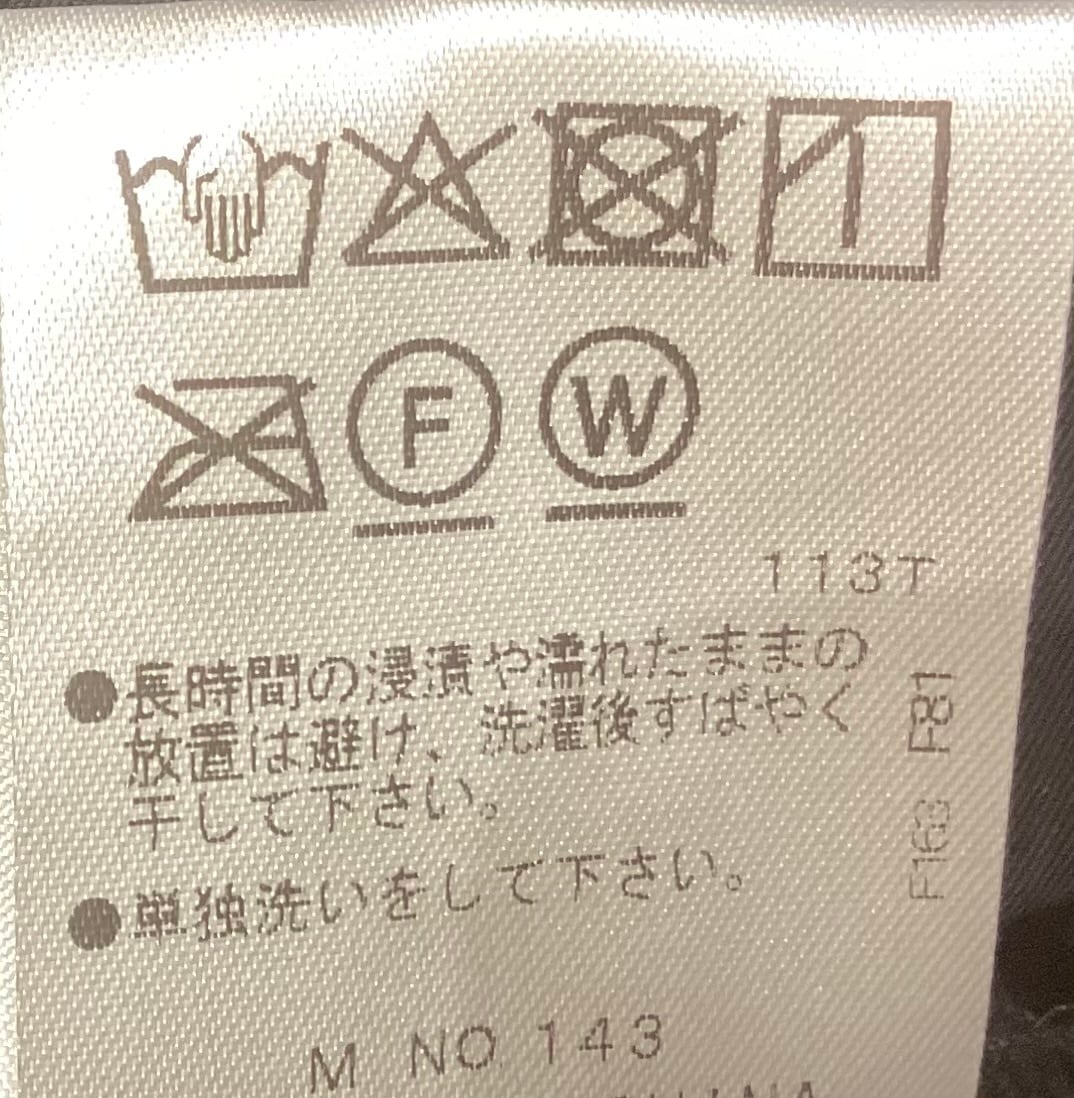 F
W
113T
●長時間の浸漬や濡れたままの
放置は避け、洗濯後すばやく
干して下さい。
●単独洗いをして下さい。
F163 F81
M NO.143